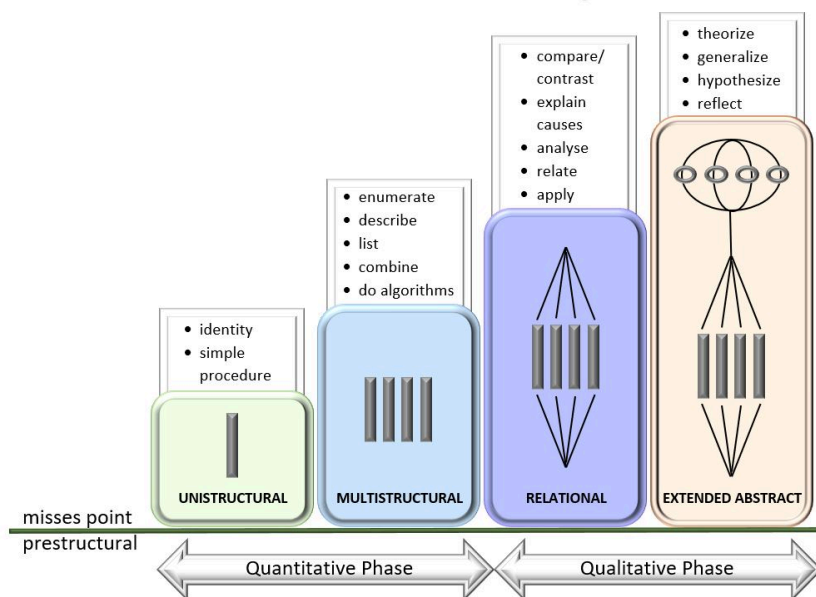 • theorize
• generalize
• hypothesize
• reflect
• compare/
contrast
• explain
causes
• analyse
• relate
• apply
• enumerate
• describe
• list
• combine
• do algorithms
• identity
• simple
procedure
UNISTRUCTURAL
MULTISTRUCTURAL
RELATIONAL
EXTENDED ABSTRACT
misses point
prestructural
Quantitative Phase
Qualitative Phase